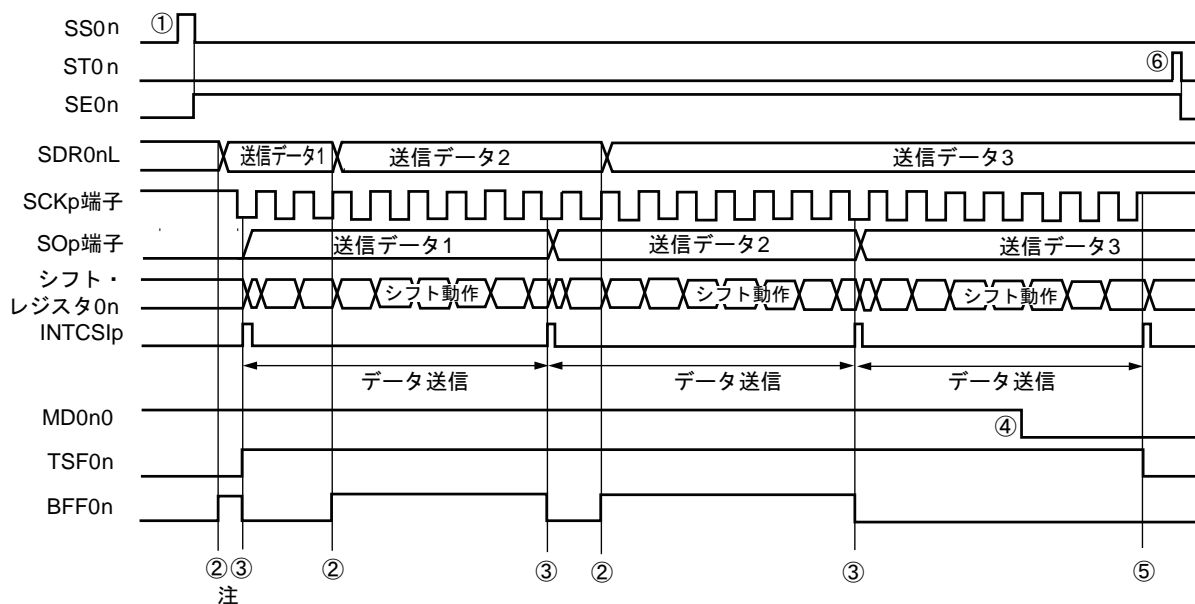 ①
SS0n
ST0n
⑥
SE0n
SDR0nL
送信データ1
送信データ2
送信データ3
SCKp端子
SOp端子
送信データ1
送信データ2
送信データ3
シフト・
レジスタ0n
シフト動作
シフト動作
シフト動作
INTCSIp
データ送信
データ送信
データ送信
MD0n0
④
TSF0n
BFF0n
②③ ② ③ ② ③ ⑤
注